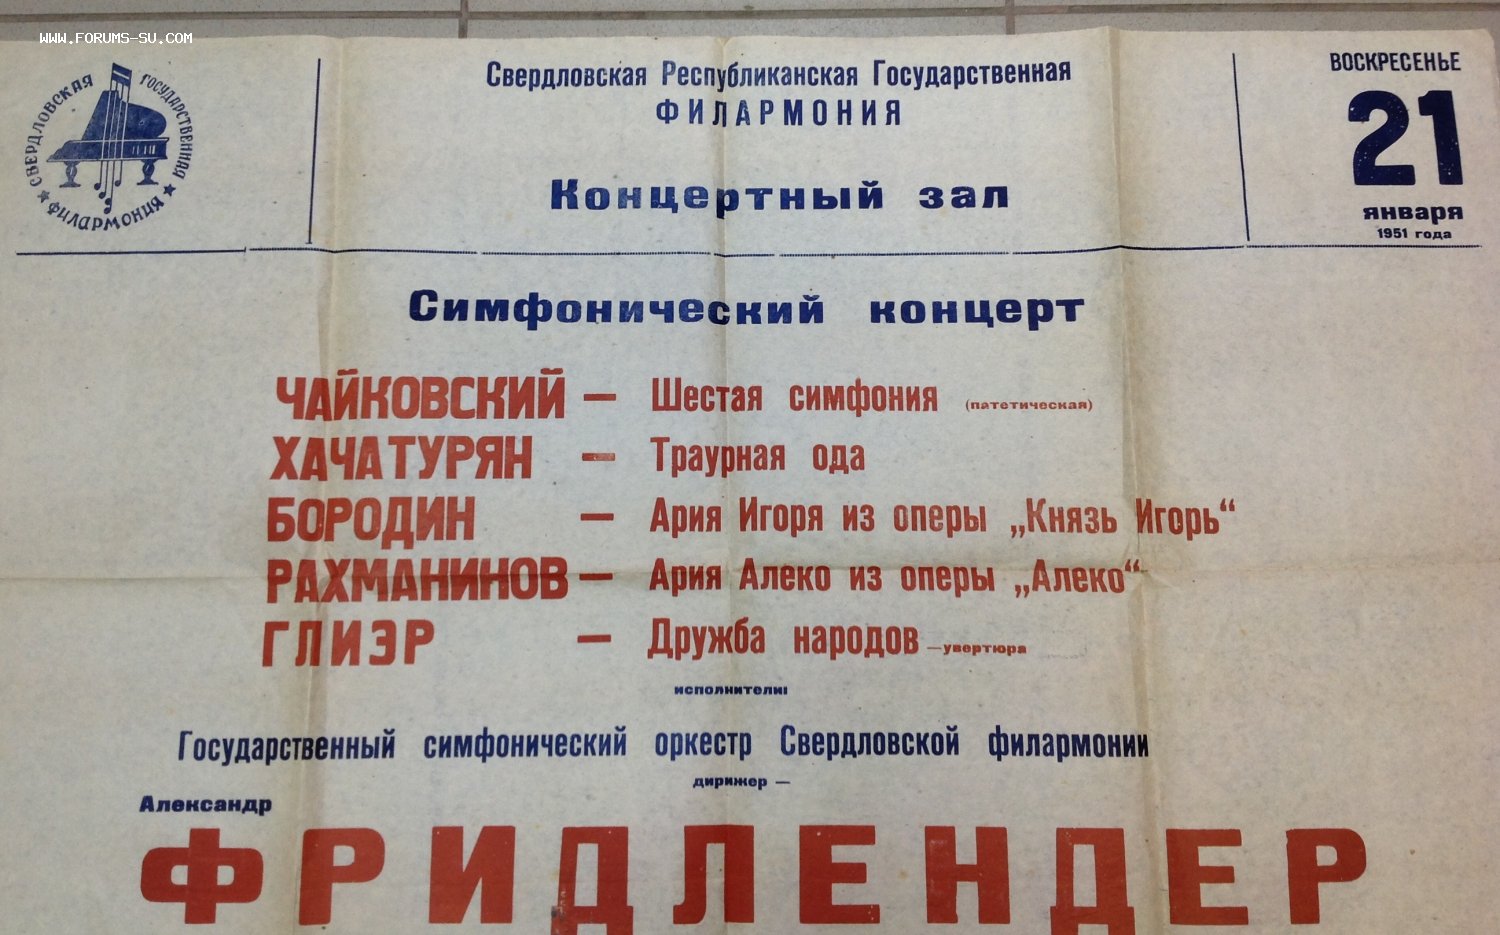 WWW.FORUMS-SU.COM
СВЕРДЛОВСКАЯ ГОСУДАРСТВЕННАЯ
ФИЛАРМОНИЯ
Свердловская Республиканская Государственная
ФИЛАРМОНИЯ
Концертный зал
ВОСКРЕСЕНЬЕ
21
января
1951 года
Симфонический концерт
ЧАЙКОВСКИЙ — Шестая симфония (патетическая)
ХАЧАТУРЯН — Траурная ода
БОРОДИН — Ария Игоря из оперы „Князь Игорь“
РАХМАНИНОВ — Ария Алеко из оперы „Алеко“
ГЛИЭР — Дружба народов —увертюра
исполнители:
Государственный симфонический оркестр Свердловской филармонии
дирижер —
Александр
ФРИДЛЕНДЕР